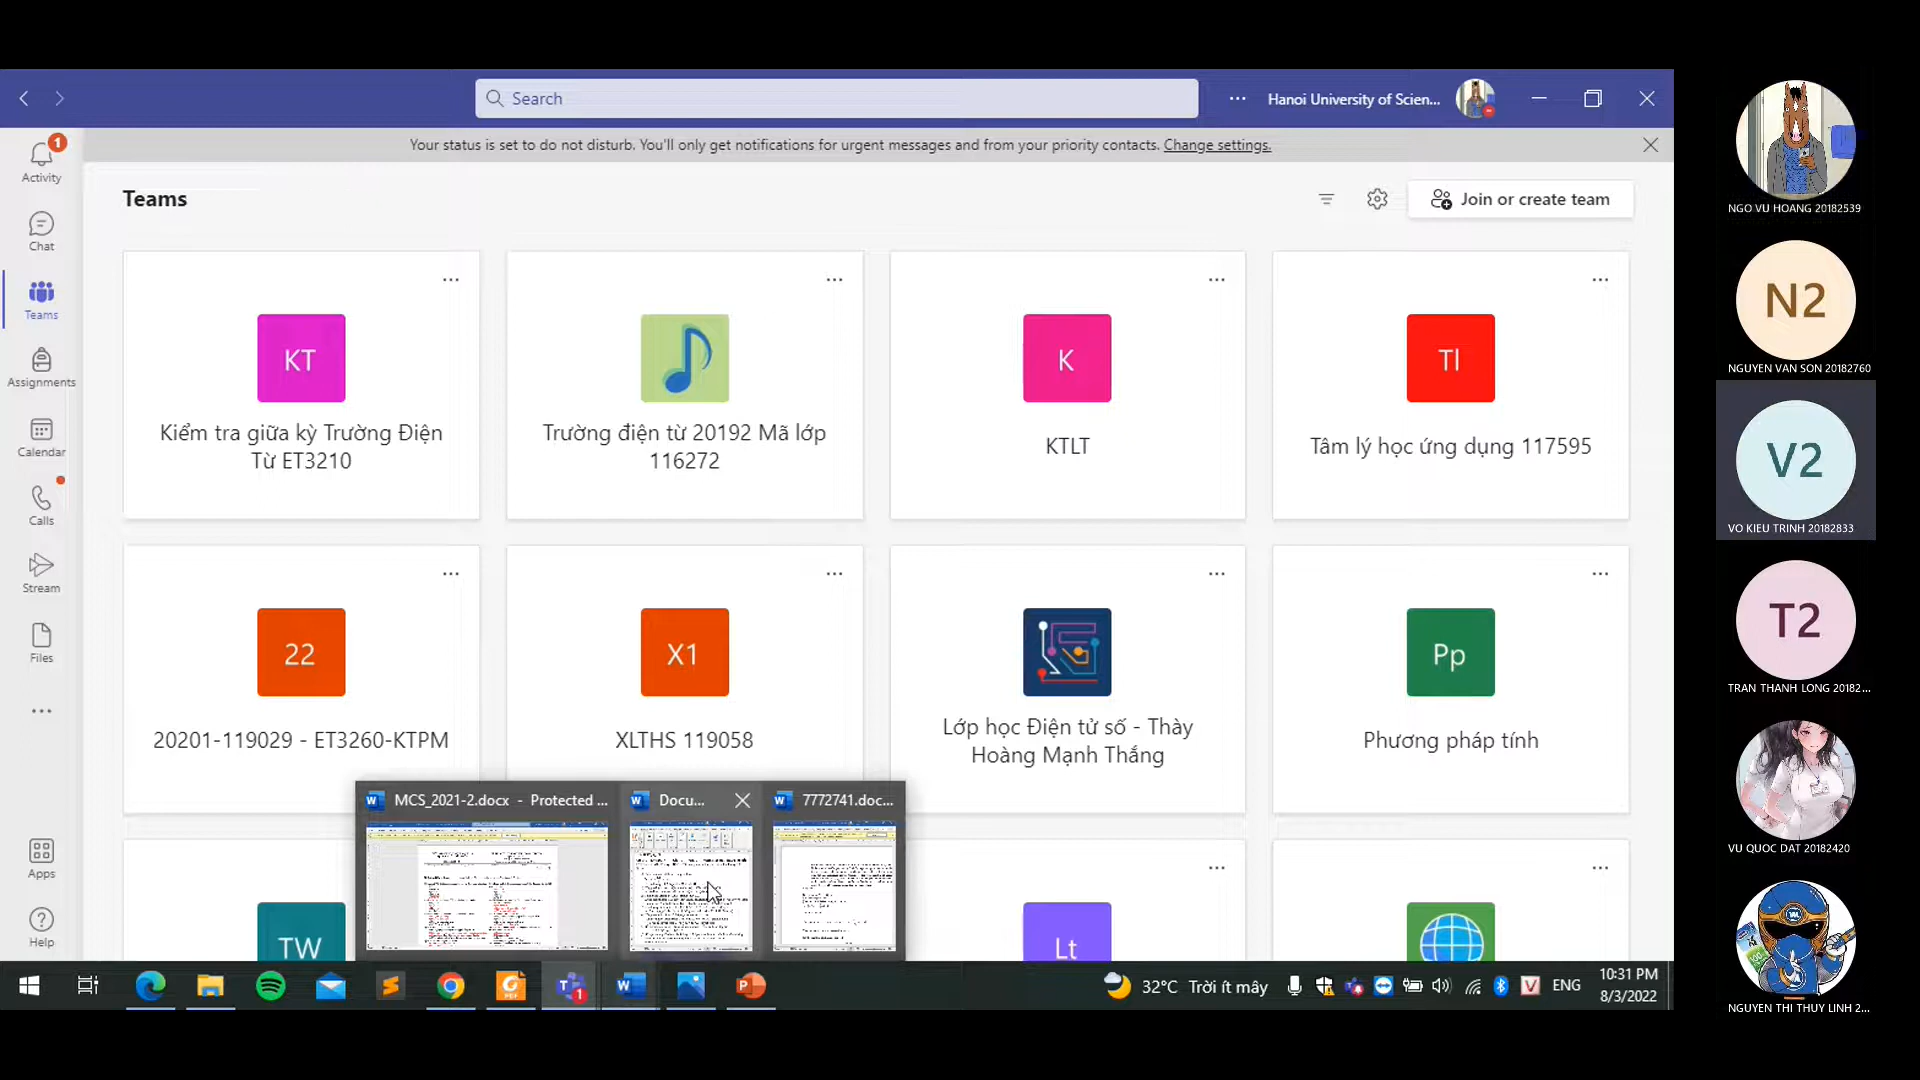 Search
Hanoi University of Scien...
Your status is set to do not disturb. You'll only get notifications for urgent messages and from your priority contacts. Change settings.
1
Activity
Chat
Teams
Assignments
Calendar
Calls
Stream
Files
Apps
Help
Teams
Join or create team
KT
Kiểm tra giữa kỳ Trường Điện
Từ ET3210
Trường điện từ 20192 Mã lớp
116272
K
KTLT
Tl
Tâm lý học ứng dụng 117595
22
20201-119029 - ET3260-KTPM
X1
XLTHS 119058
Lớp học Điện tử số - Thày
Hoàng Mạnh Thắng
Pp
Phương pháp tính
TW
Lt
MCS_2021-2.docx - Protected ...
Docu...
7772741.doc...
32°C Trời ít mây
ENG
10:31 PM
8/3/2022
NGO VU HOANG 20182539
N2
NGUYEN VAN SON 20182760
V2
VO KIEU TRINH 20182833
T2
TRAN THANH LONG 20182...
VU QUOC DAT 20182420
NGUYEN THI THUY LINH 2...